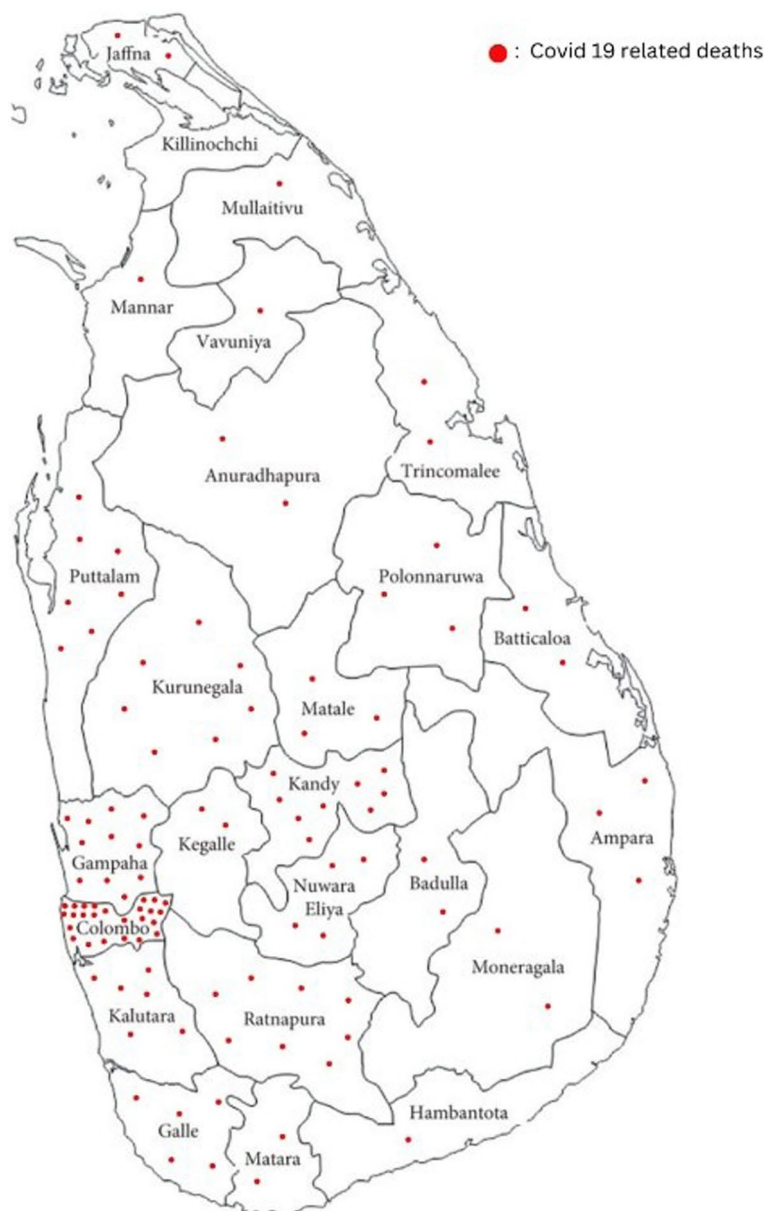 : Covid 19 related deaths
Jaffna
Killinochchi
Mullaitivu
Mannar
Vavuniya
Anuradhapura
Trincomalee
Puttalam
Polonnaruwa
Batticaloa
Kurunegala
Matale
Kandy
Kegalle
Ampara
Gampaha
Nuwara
Eliya
Badulla
Colombo
Moneragala
Kalutara
Ratnapura
Hambantota
Galle
Matara